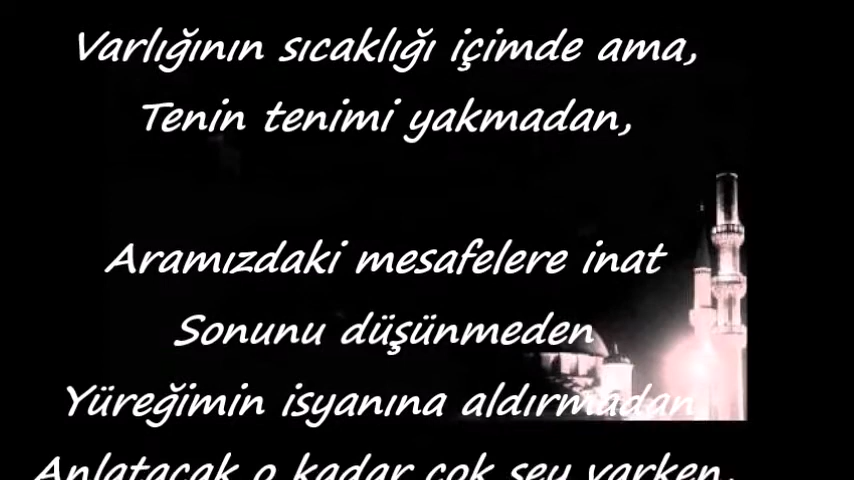 Varlığının sıcaklığı içimde ama,
Tenin tenimi yakmadan,
Aramızdaki mesafelere inat
Sonunu düşünmeden
Yüreğimin isyanına aldırmadan
Anlatacak o kadar çok şey varken,